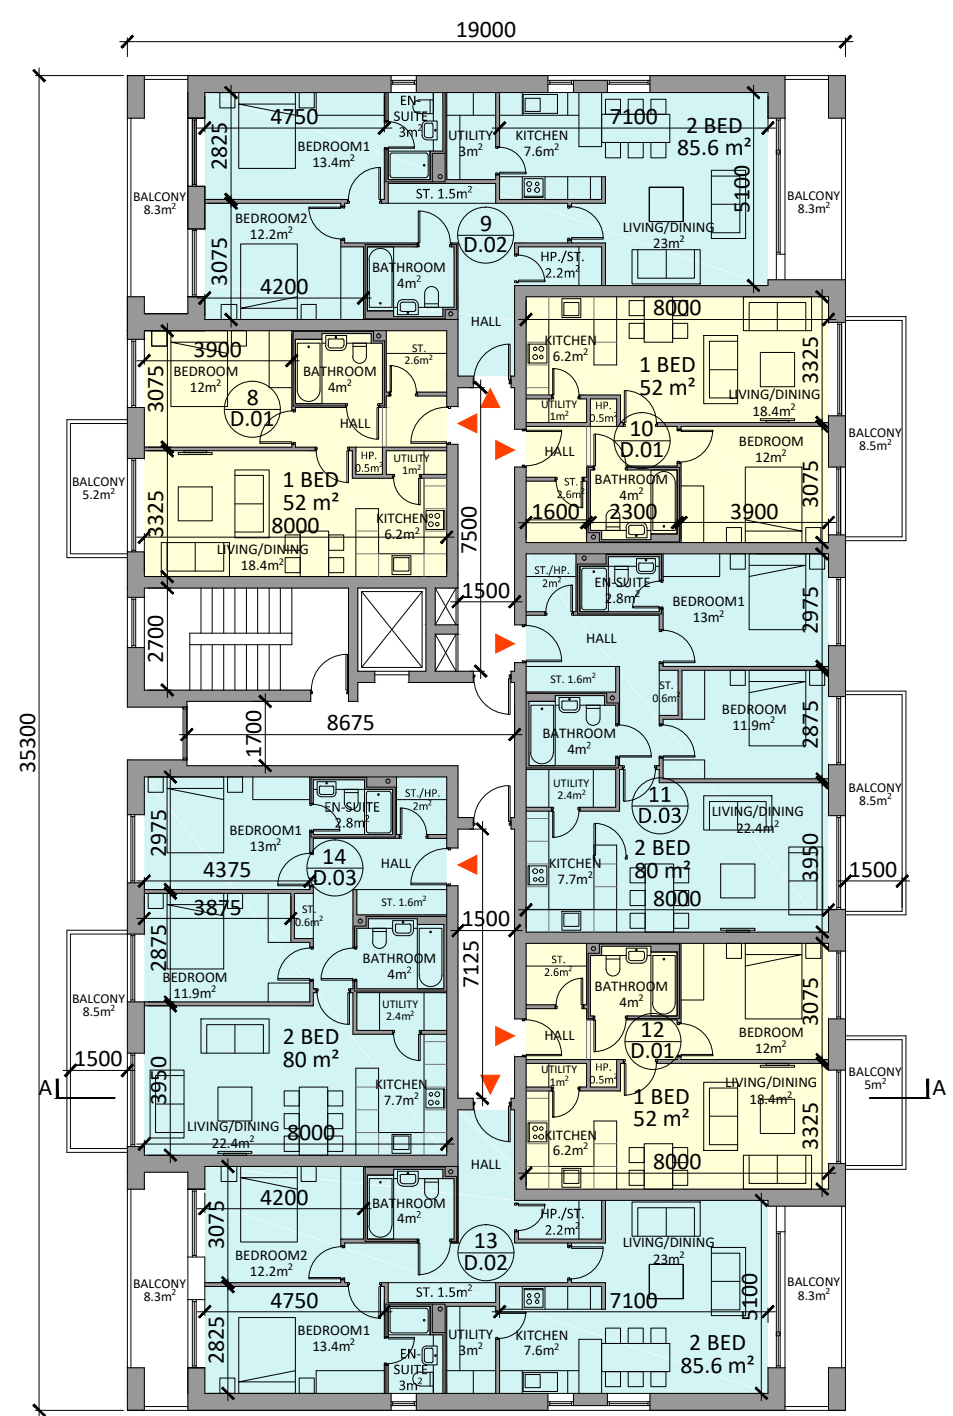 19000
35300
4750
EN-
SUITE
3m²
UTILITY
3m²
KITCHEN
7.6m²
7100
2 BED
85.6 m²
2825
BEDROOM1
13.4m²
ST. 1.5m²
BALCONY
8.3m²
BEDROOM2
12.2m²
9
D.02
LIVING/DINING
23m²
5100
BALCONY
8.3m²
3075
4200
BATHROOM
4m²
HP./ST.
2.2m²
HALL
3900
BEDROOM
12m²
3075
BATHROOM
4m²
ST.
2.6m²
8
D.01
HALL
HP.
0.5m²
UTILITY
1m²
BALCONY
5.2m²
1 BED
52 m²
3325
8000
KITCHEN
6.2m²
LIVING/DINING
18.4m²
8000
KITCHEN
6.2m²
1 BED
52 m²
3325
LIVING/DINING
18.4m²
UTILITY
1m²
HP.
0.5m²
10
D.01
HALL
BEDROOM
12m²
BALCONY
8.5m²
ST.
2.6m²
BATHROOM
4m²
3075
1600
2300
3900
7500
1500
2700
ST./HP.
2m²
EN-SUITE
2.8m²
BEDROOM1
13m²
2975
HALL
ST. 1.6m²
ST.
0.6m²
BEDROOM
11.9m²
2875
BATHROOM
4m²
8675
1700
UTILITY
2.4m²
11
D.03
LIVING/DINING
22.4m²
BALCONY
8.5m²
2 BED
80 m²
KITCHEN
7.7m²
3950
8000
1500
2975
EN-SUITE
2.8m²
ST./HP.
2m²
BEDROOM1
13m²
14
D.03
HALL
4375
3875
ST.
0.6m²
ST. 1.6m²
2875
BEDROOM
11.9m²
BATHROOM
4m²
1500
7125
BALCONY
8.5m²
UTILITY
2.4m²
2 BED
80 m²
1500
3950
KITCHEN
7.7m²
LIVING/DINING
22.4m²
8000
A
ST.
2.6m²
BATHROOM
4m²
3075
HALL
12
D.01
BEDROOM
12m²
UTILITY
1m²
HP.
0.5m²
LIVING/DINING
18.4m²
BALCONY
5m²
A
1 BED
52 m²
KITCHEN
6.2m²
3325
8000
HALL
4200
BATHROOM
4m²
3075
HP./ST.
2.2m²
13
D.02
LIVING/DINING
23m²
BEDROOM2
12.2m²
BALCONY
8.3m²
ST. 1.5m²
5100
BALCONY
8.3m²
4750
7100
2825
BEDROOM1
13.4m²
UTILITY
3m²
KITCHEN
7.6m²
2 BED
85.6 m²
EN-
SUITE
3m²